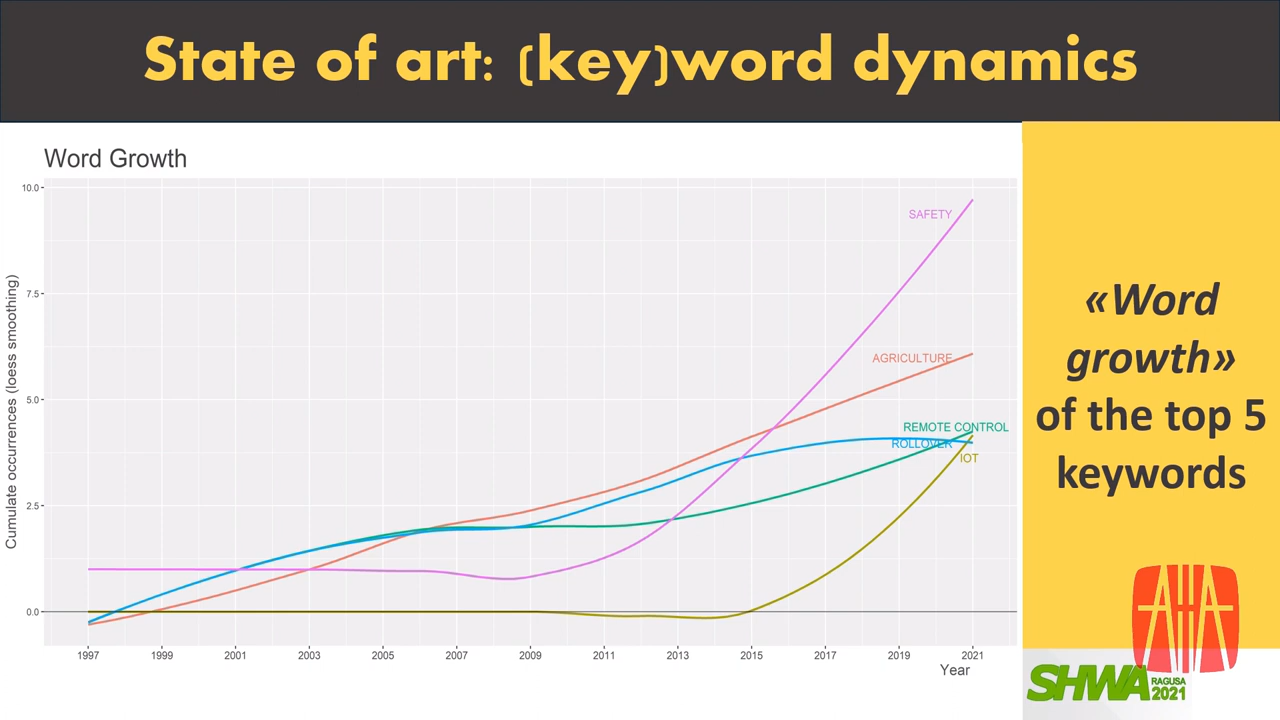 State of art: (key)word dynamics
Word Growth
10.0
7.5
5.0
2.5
0.0
Cumulate occurrences (loess smoothing)
SAFETY
AGRICULTURE
REMOTE CONTROL
ROLLOVER
IOT
1997 1999 2001 2003 2005 2007 2009 2011 2013 2015 2017 2019 2021
Year
«Word
growth»
of the top 5
keywords
AIIA
SHWA RAGUSA
2021